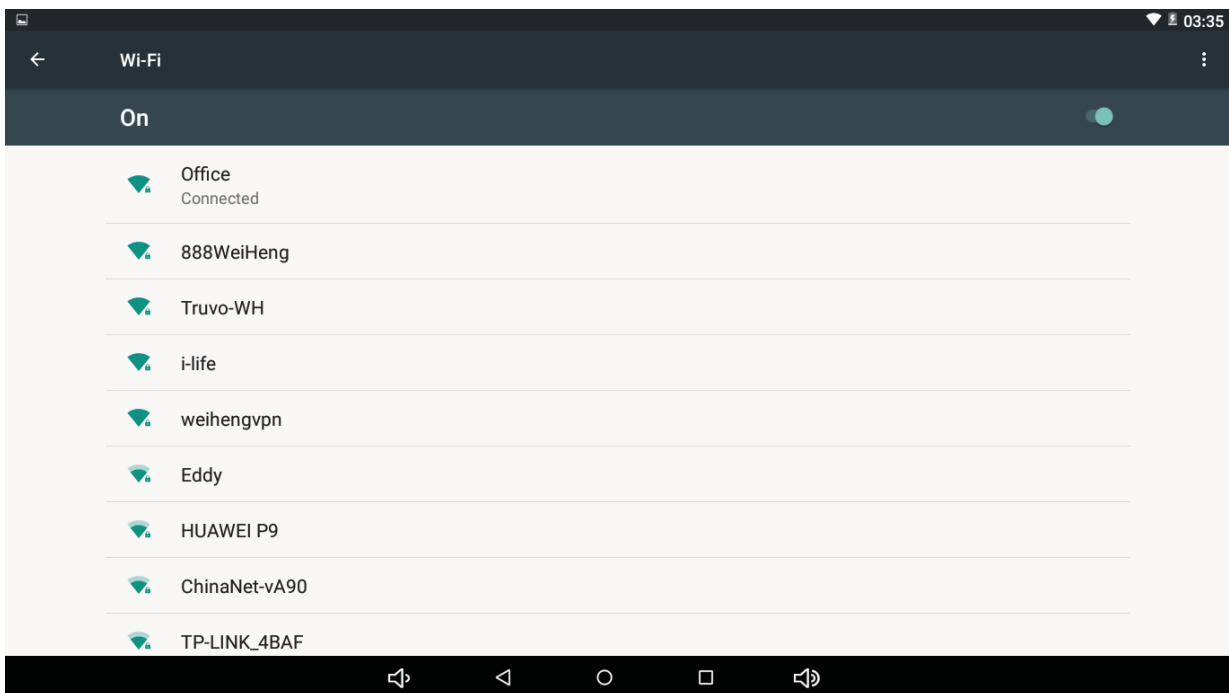 03:35
Wi-Fi
On
Office
Connected
888WeiHeng
Truvo-WH
i-life
weihengvpn
Eddy
HUAWEI P9
ChinaNet-vA90
TP-LINK_4BAF